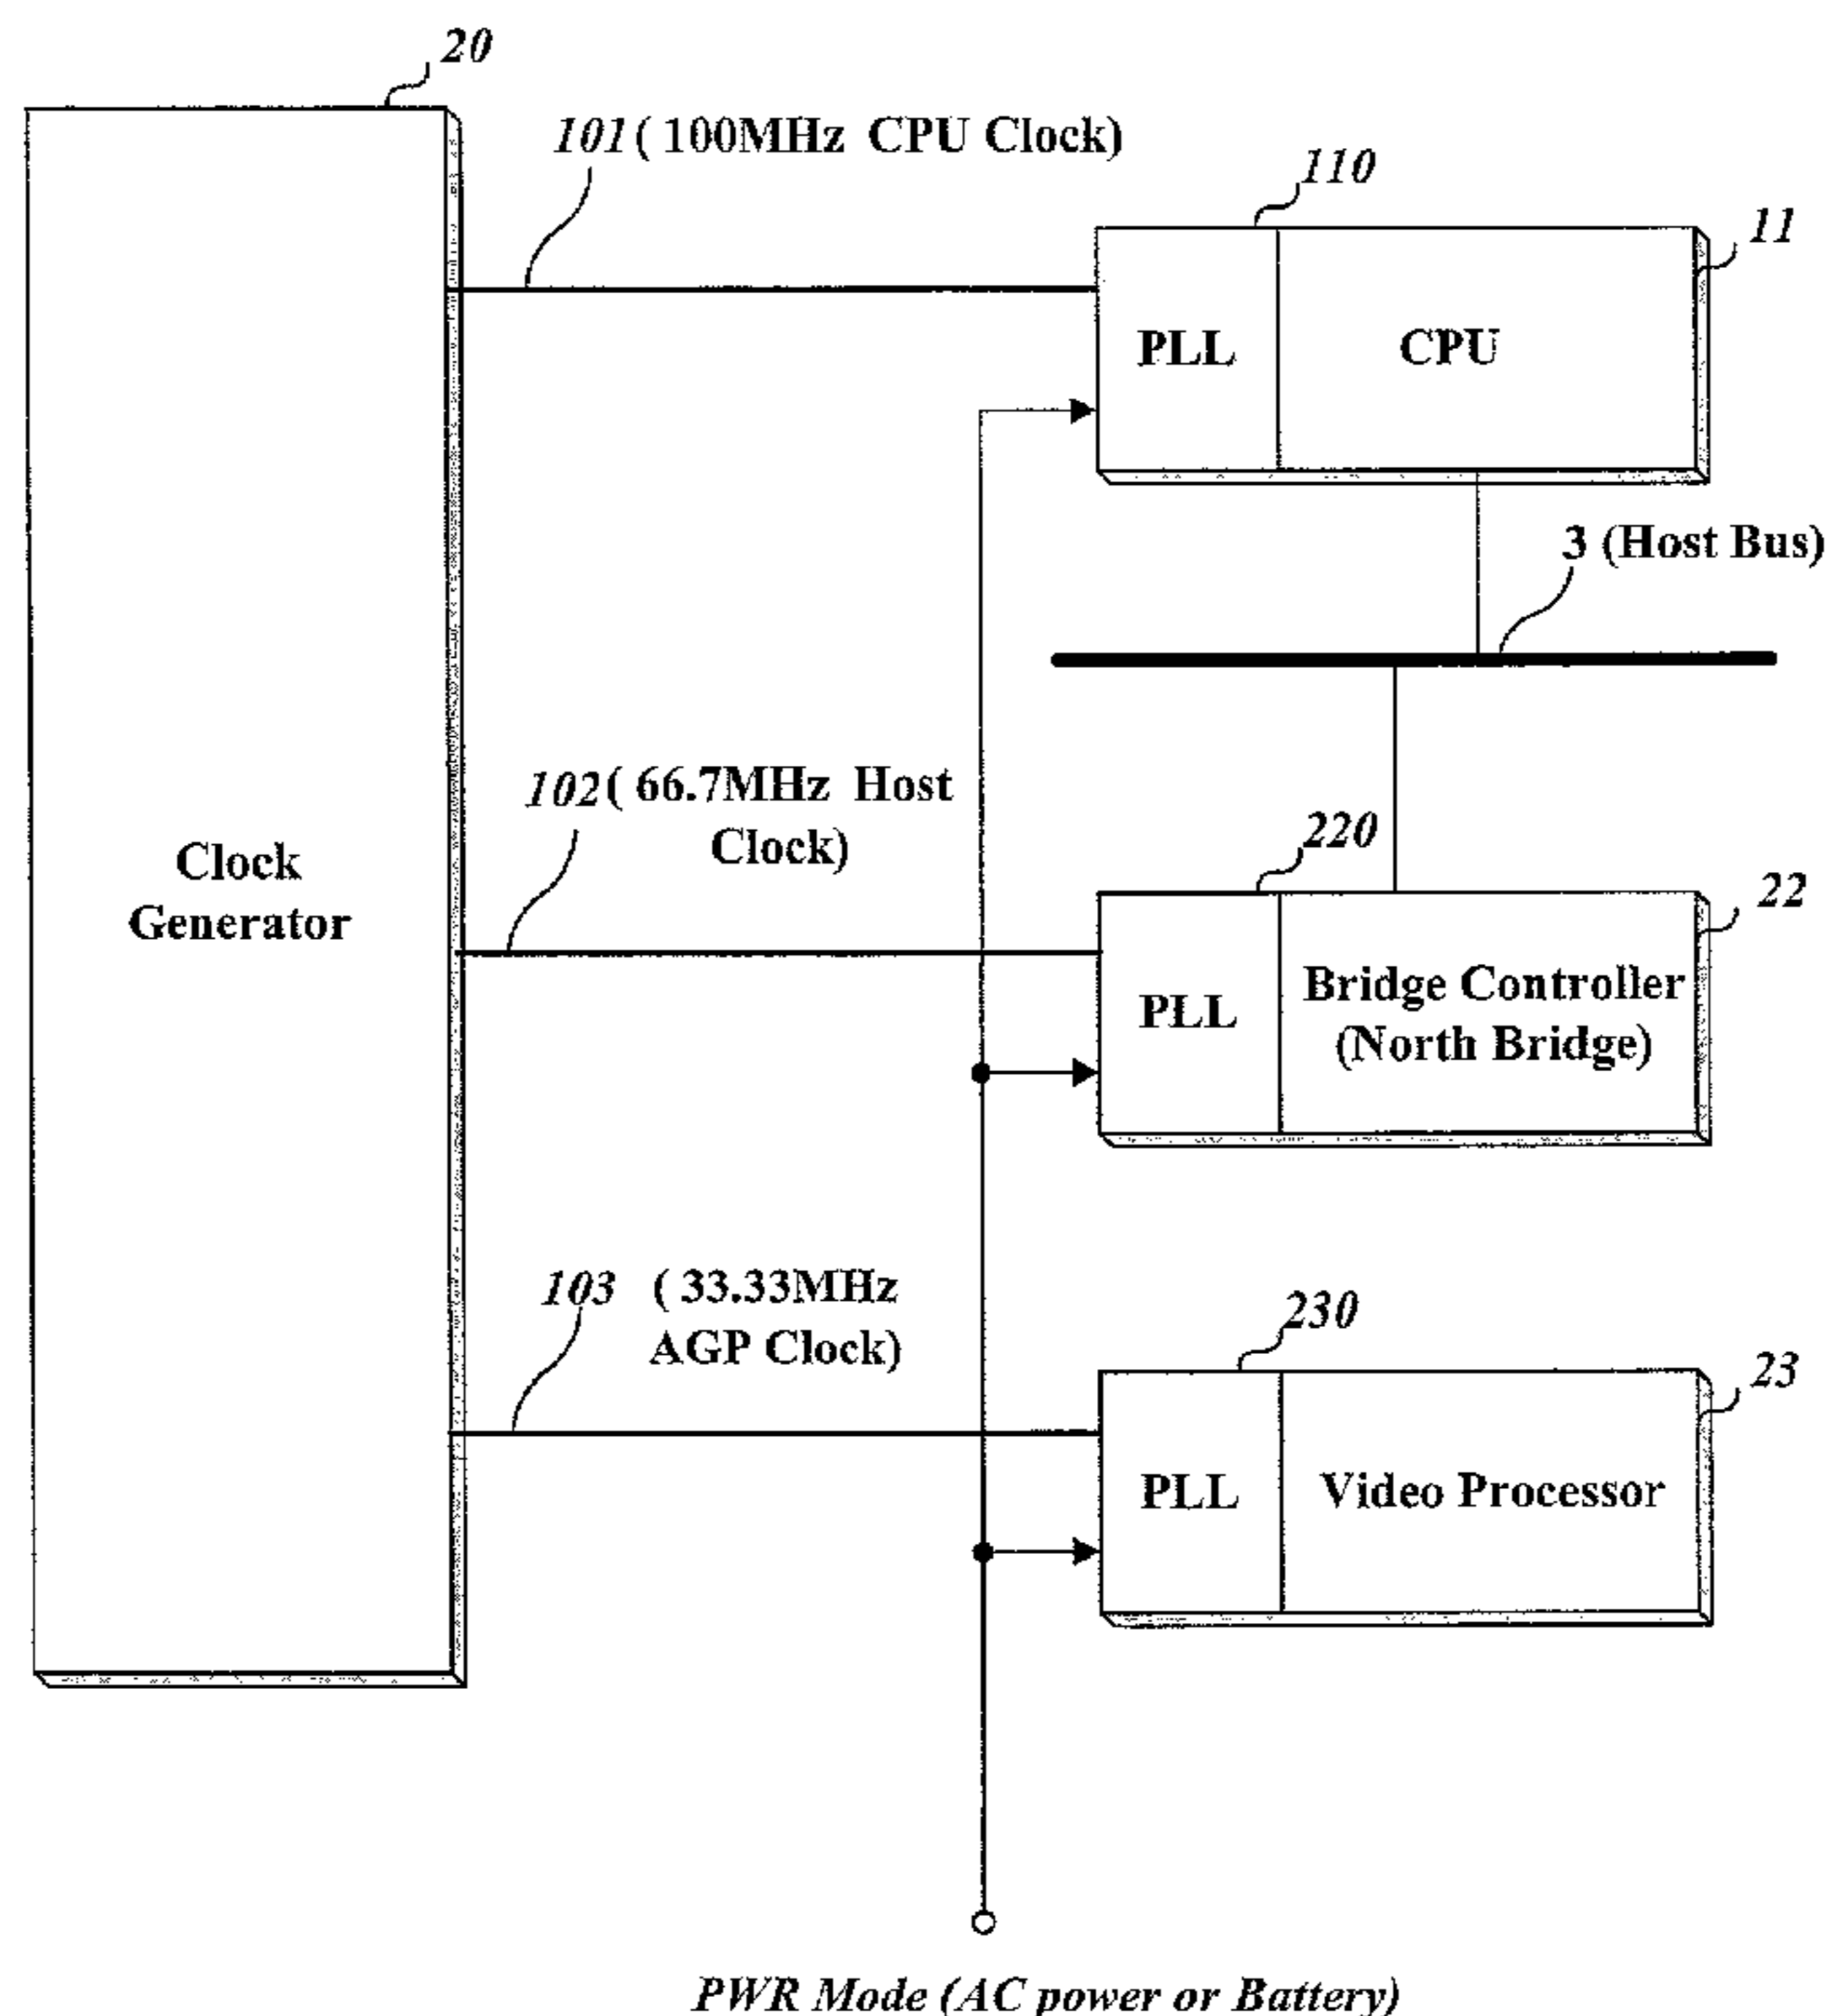 20
101 ( 100MHz CPU Clock)
110
11
PLL
CPU
3 (Host Bus)
102 ( 66.7MHz Host
Clock)
220
22
Clock
Generator
PLL
Bridge Controller
(North Bridge)
103 ( 33.33MHz
AGP Clock)
230
23
PLL
Video Processor
PWR Mode (AC power or Battery)